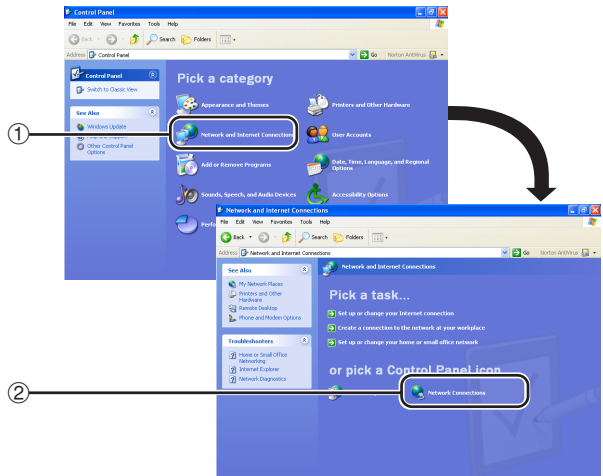 Control Panel
File Edit View Favorites Tools Help
Back Search Folders
Address Control Panel Go Norton AntiVirus
Control Panel
Switch to Classic View
See Also
Windows Update
Other Control Panel Options
Pick a category
Appearance and Themes
Printers and Other Hardware
① Network and Internet Connections
User Accounts
Add or Remove Programs
Date, Time, Language, and Regional Options
Sounds, Speech, and Audio Devices
Accessibility Options
Network and Internet Connections
File Edit View Favorites Tools Help
Back Search Folders
Address Network and Internet Connections Go Norton AntiVirus
See Also
My Network Places
Printers and Other
Hardware
Remote Desktop
Phone and Modem Options
Troubleshooters
Home or Small Office
Networking
Internet Explorer
Network Diagnostics
Network and Internet Connections
Pick a task...
Set up or change your Internet connection
Create a connection to the network at your workplace
Set up or change your home or small office network
or pick a Control Panel icon
② Network Connections